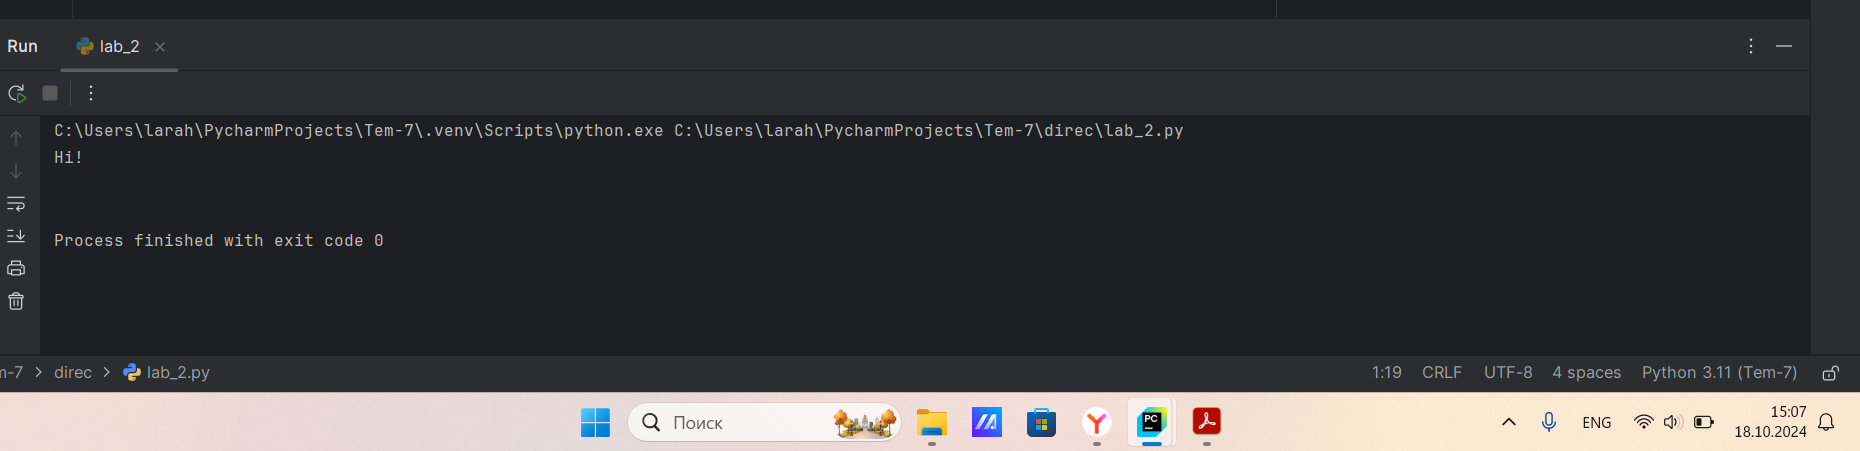 Run lab_2
C:\Users\larah\PycharmProjects\Tem-7\.venv\Scripts\python.exe C:\Users\larah\PycharmProjects\Tem-7\direc\lab_2.py
Hi!
Process finished with exit code 0
m-7 > direc > lab_2.py 1:19 CRLF UTF-8 4 spaces Python 3.11 (Tem-7)
Поиск PC ENG 15:07
18.10.2024